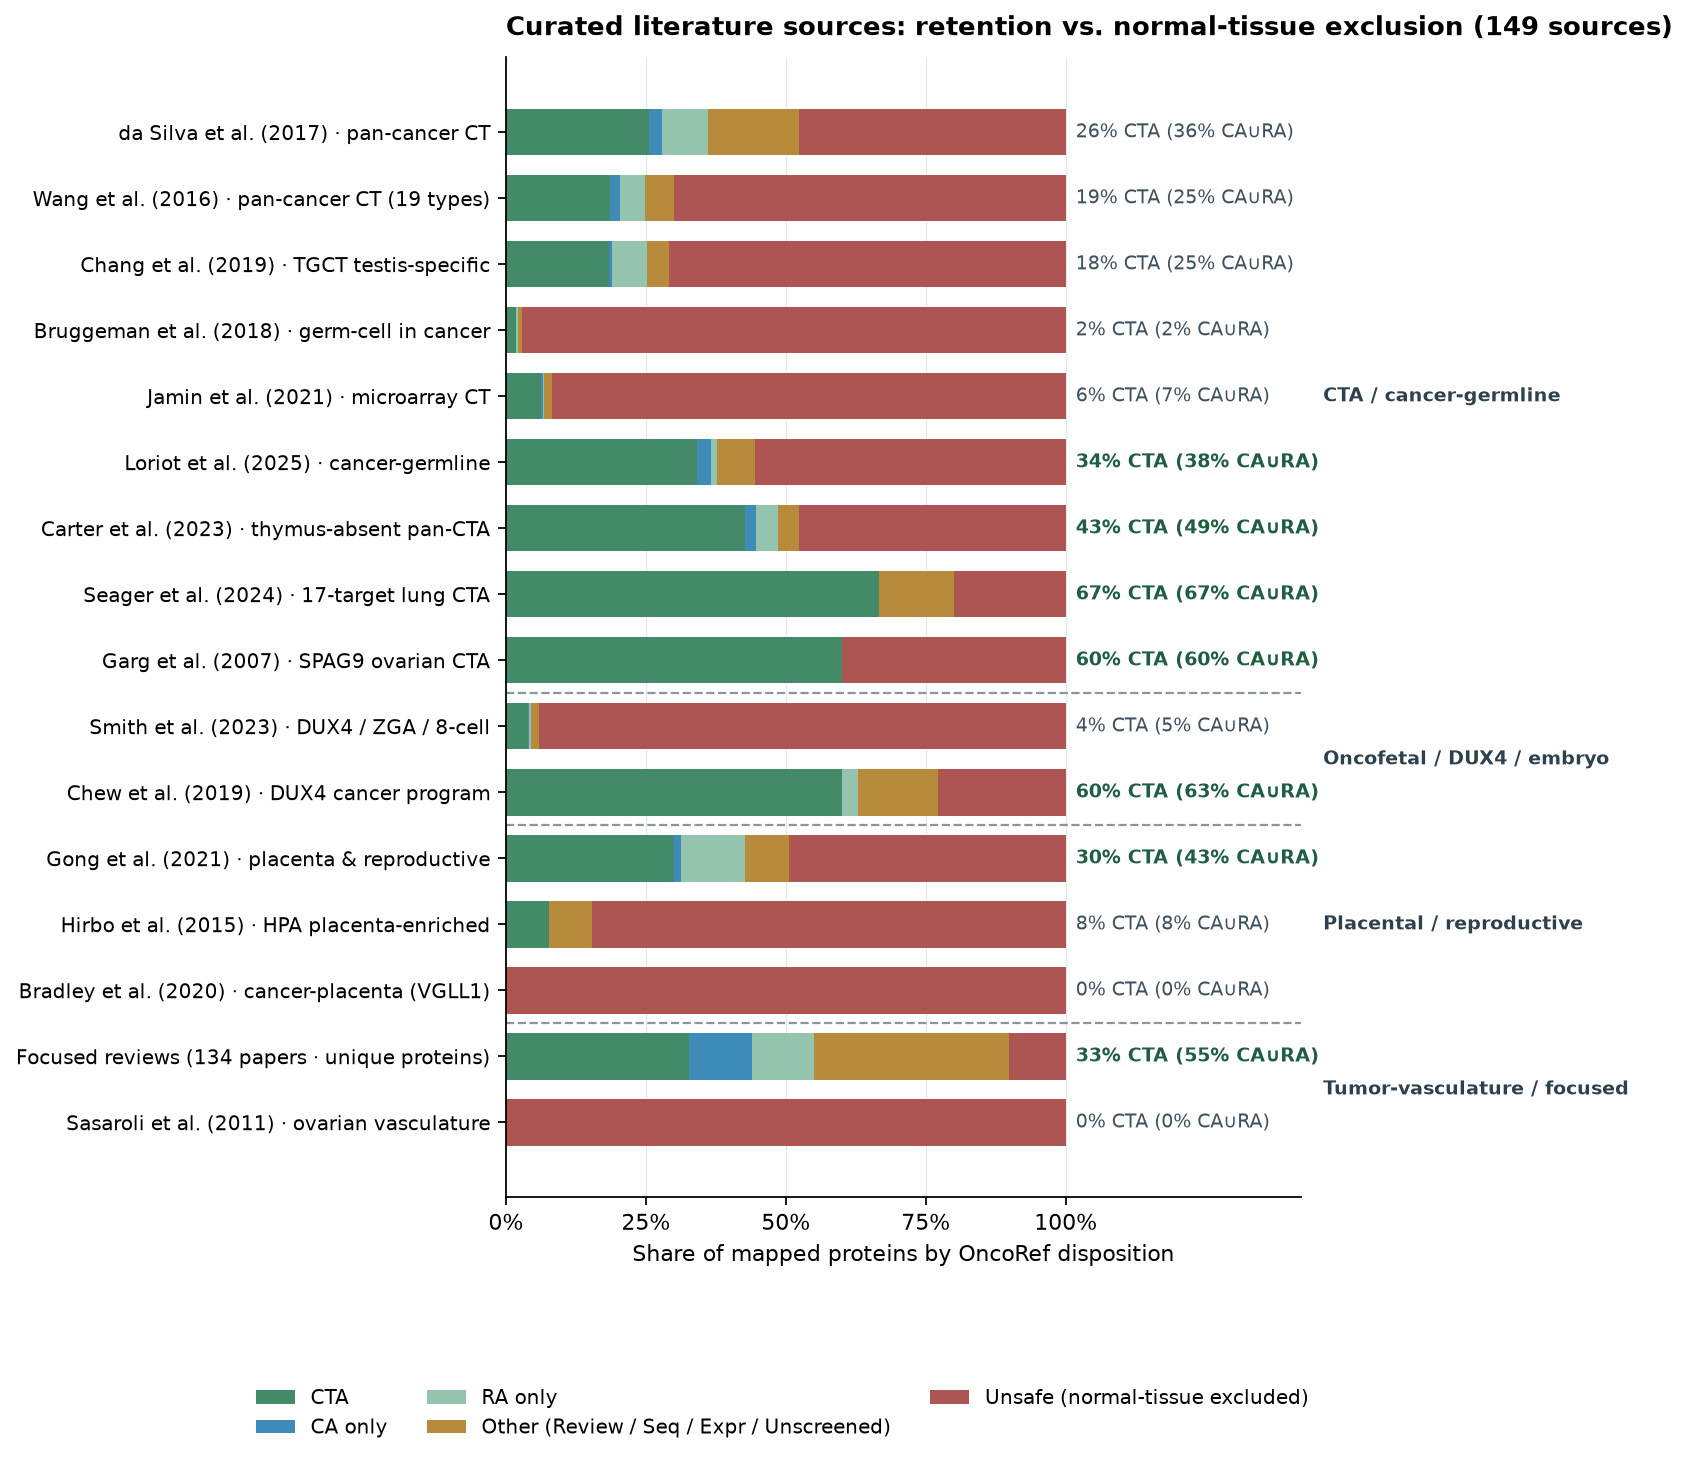 Curated literature sources: retention vs. normal-tissue exclusion (149 sources)
da Silva et al. (2017) · pan-cancer CT
26% CTA (36% CA∪RA)
Wang et al. (2016) · pan-cancer CT (19 types)
19% CTA (25% CA∪RA)
Chang et al. (2019) · TGCT testis-specific
18% CTA (25% CA∪RA)
Bruggeman et al. (2018) · germ-cell in cancer
2% CTA (2% CA∪RA)
Jamin et al. (2021) · microarray CT
6% CTA (7% CA∪RA)
CTA / cancer-germline
Loriot et al. (2025) · cancer-germline
34% CTA (38% CA∪RA)
Carter et al. (2023) · thymus-absent pan-CTA
43% CTA (49% CA∪RA)
Seager et al. (2024) · 17-target lung CTA
67% CTA (67% CA∪RA)
Garg et al. (2007) · SPAG9 ovarian CTA
60% CTA (60% CA∪RA)
Smith et al. (2023) · DUX4 / ZGA / 8-cell
4% CTA (5% CA∪RA)
Oncofetal / DUX4 / embryo
Chew et al. (2019) · DUX4 cancer program
60% CTA (63% CA∪RA)
Gong et al. (2021) · placenta & reproductive
30% CTA (43% CA∪RA)
Hirbo et al. (2015) · HPA placenta-enriched
8% CTA (8% CA∪RA)
Placental / reproductive
Bradley et al. (2020) · cancer-placenta (VGLL1)
0% CTA (0% CA∪RA)
Focused reviews (134 papers · unique proteins)
33% CTA (55% CA∪RA)
Tumor-vasculature / focused
Sasaroli et al. (2011) · ovarian vasculature
0% CTA (0% CA∪RA)
0% 25% 50% 75% 100%
Share of mapped proteins by OncoRef disposition
CTA
CA only
RA only
Other (Review / Seq / Expr / Unscreened)
Unsafe (normal-tissue excluded)